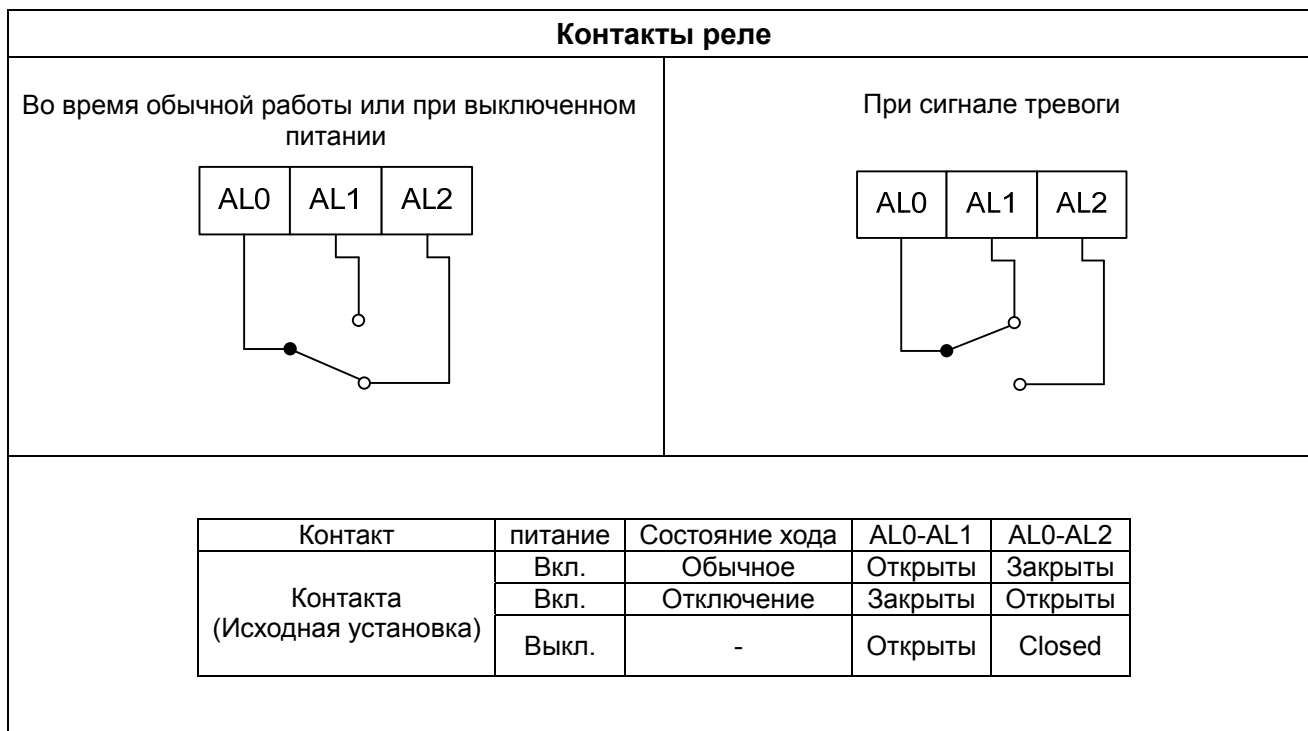 Контакты реле
Во время обычной работы или при выключенном
питании
AL0 AL1 AL2
При сигнале тревоги
AL0 AL1 AL2
Контакт питание Состояние хода AL0-AL1 AL0-AL2
Контакта
(Исходная установка)
Вкл. Обычное Открыты Закрыты
Вкл. Отключение Закрыты Открыты
Выкл. - Открыты Closed